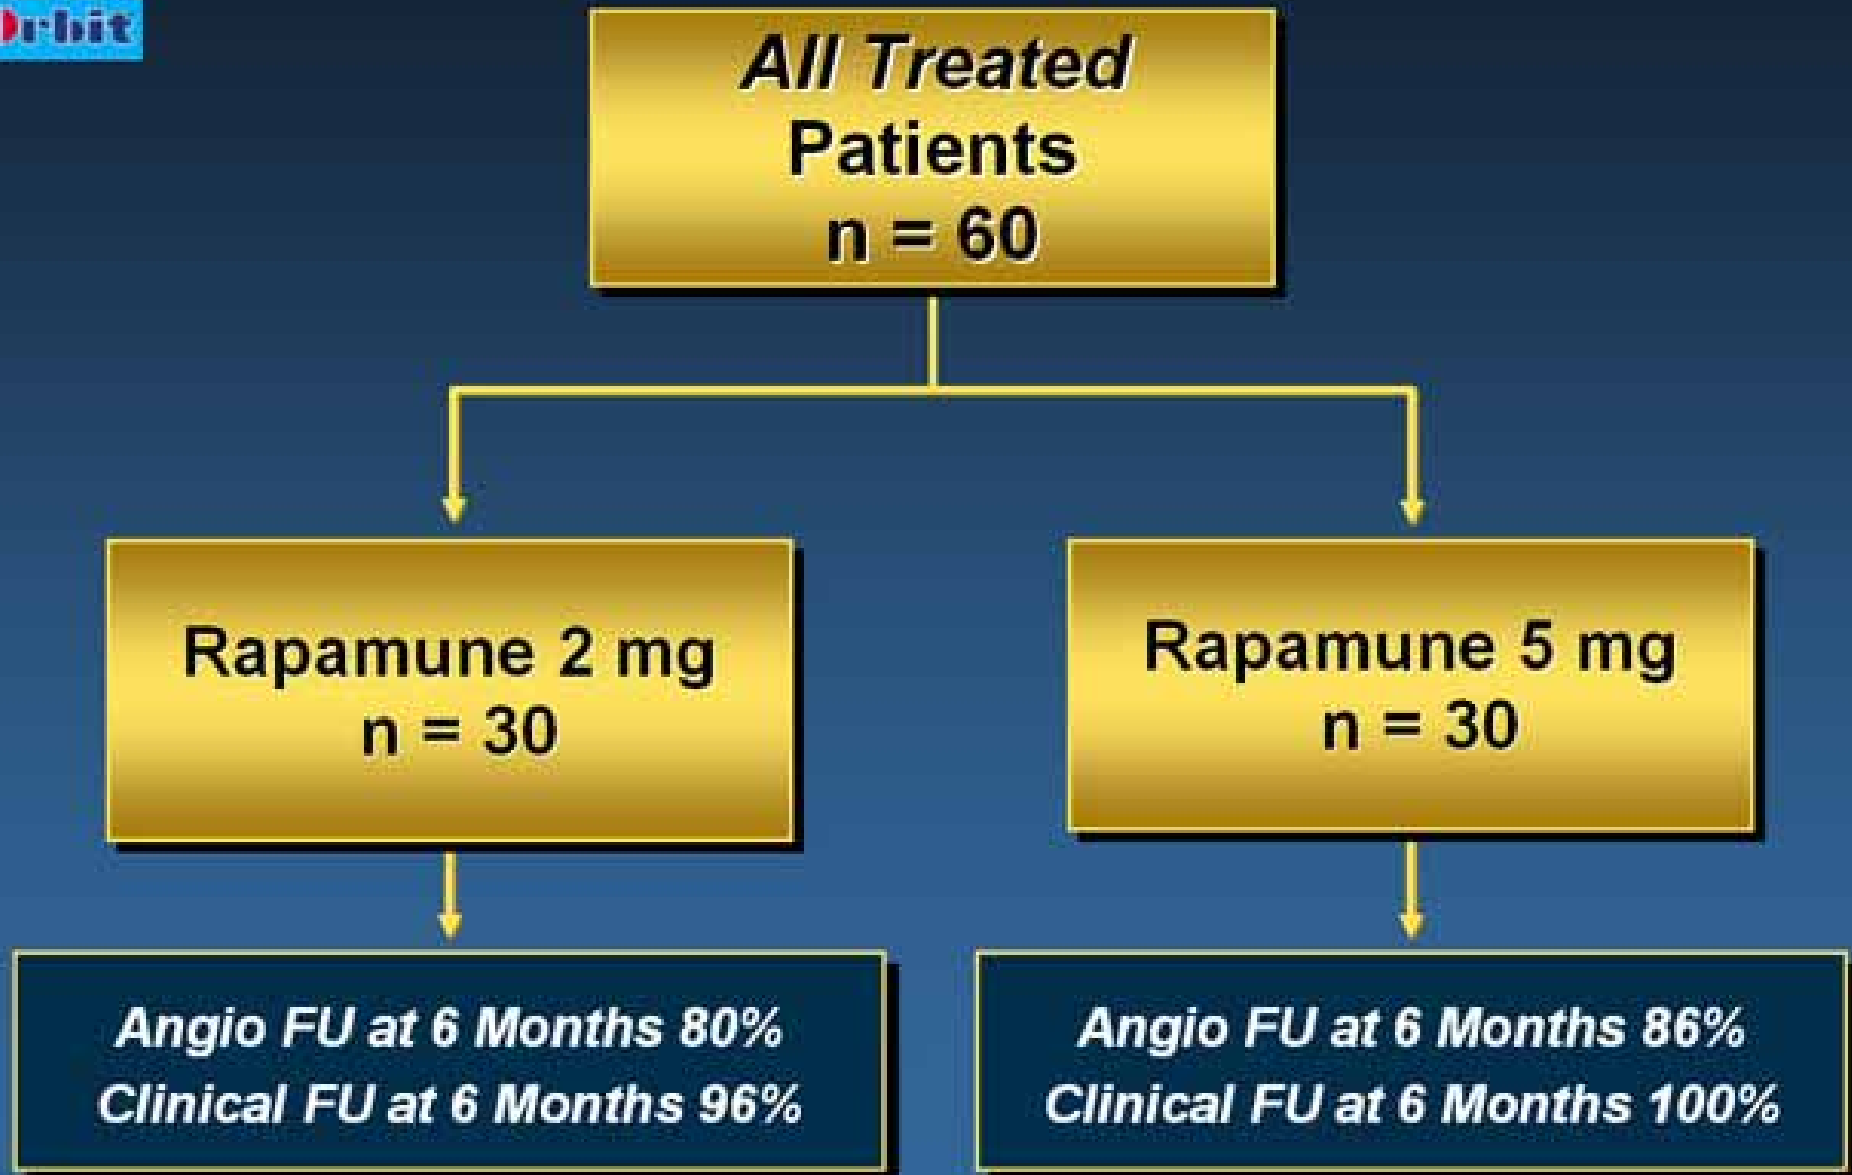 Orbit
All Treated
Patients
n = 60
Rapamune 2 mg
n = 30
Rapamune 5 mg
n = 30
Angio FU at 6 Months 80%
Clinical FU at 6 Months 96%
Angio FU at 6 Months 86%
Clinical FU at 6 Months 100%